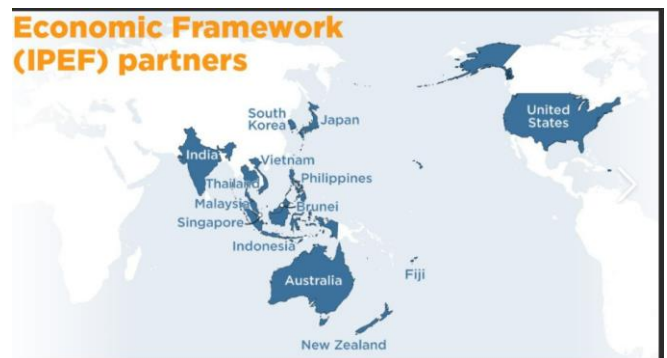 Economic Framework
(IPEF) partners
South
Korea
Japan
United
States
India
Vietnam
Thailand
Philippines
Malaysia
Brunei
Singapore
Indonesia
Australia
Fiji
New Zealand